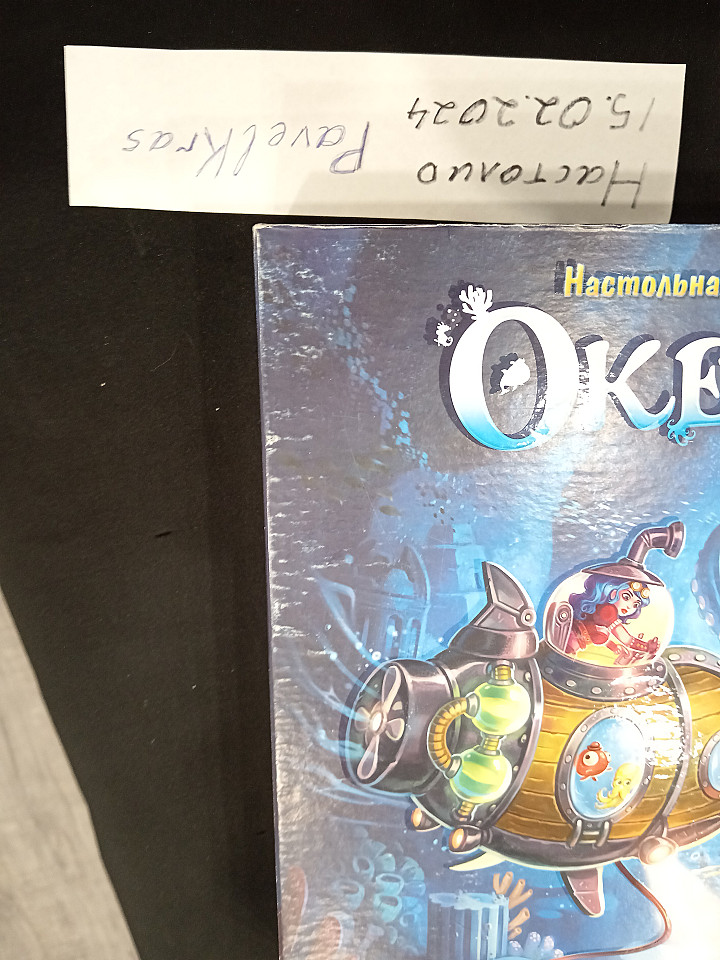 Настолио
PavelKras
15.02.2024
Настольна
ОКЕ